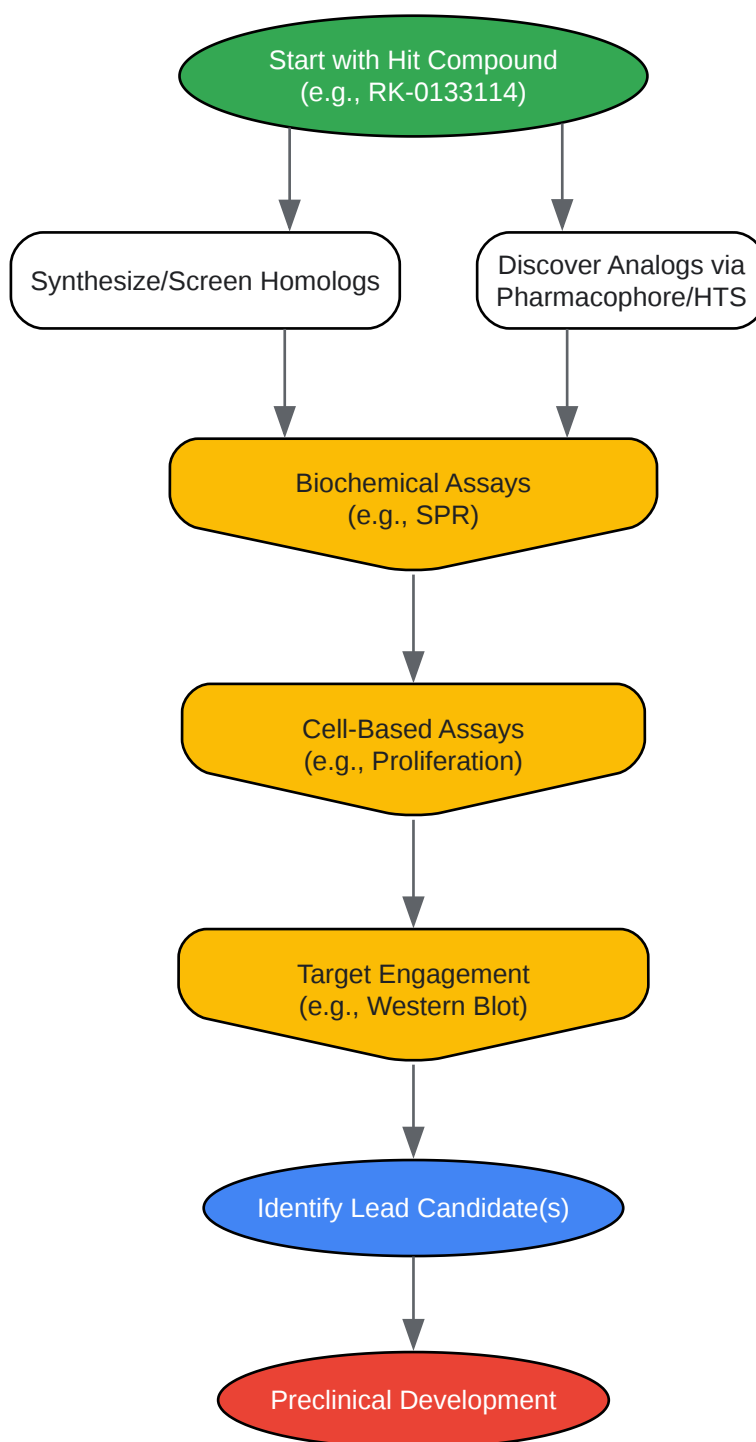 Start with Hit Compound
(e.g., RK-0133114)
Synthesize/Screen Homologs
Discover Analogs via
Pharmacophore/HTS
Biochemical Assays
(e.g., SPR)
Cell-Based Assays
(e.g., Proliferation)
Target Engagement
(e.g., Western Blot)
Identify Lead Candidate(s)
Preclinical Development